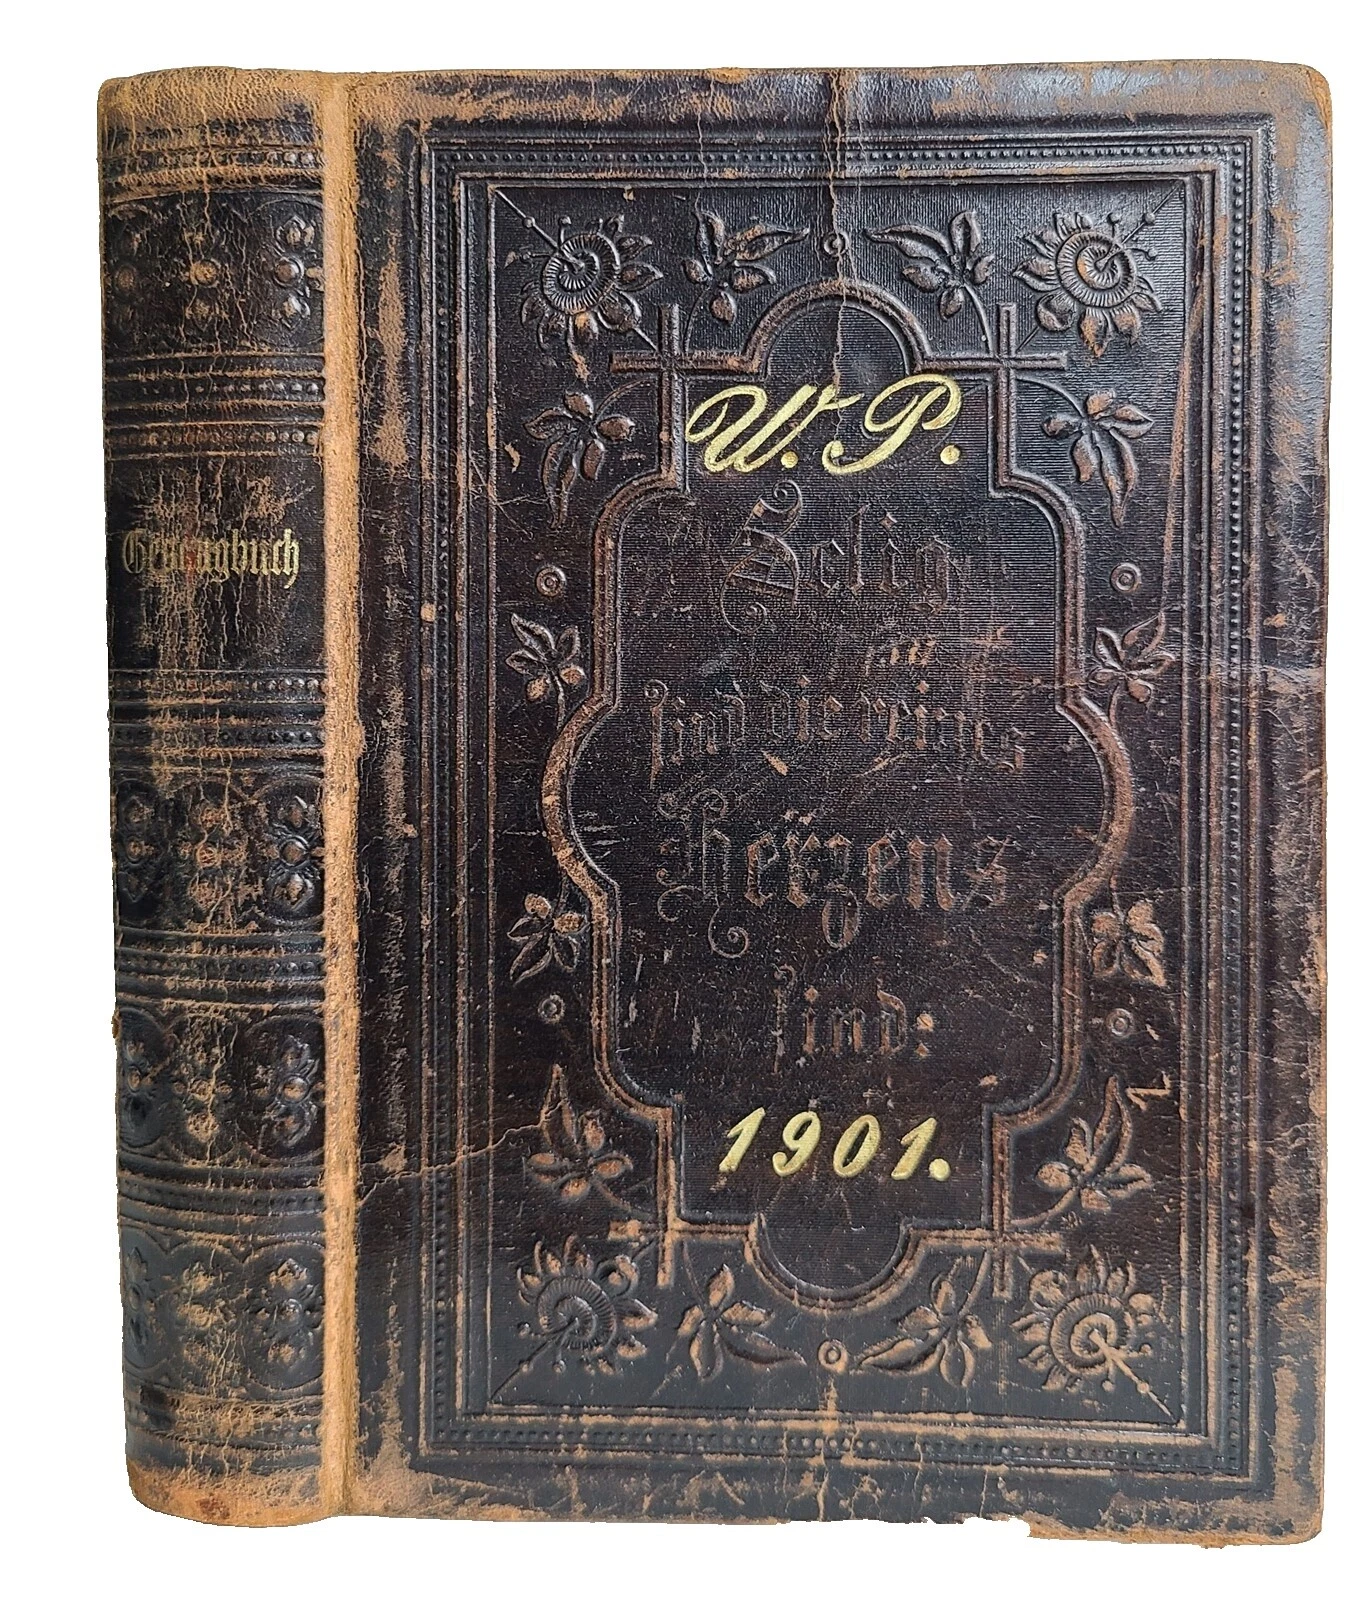 Gesangbuch
W. P.
Selig
sind die reines
Herzens
sind:
1901.